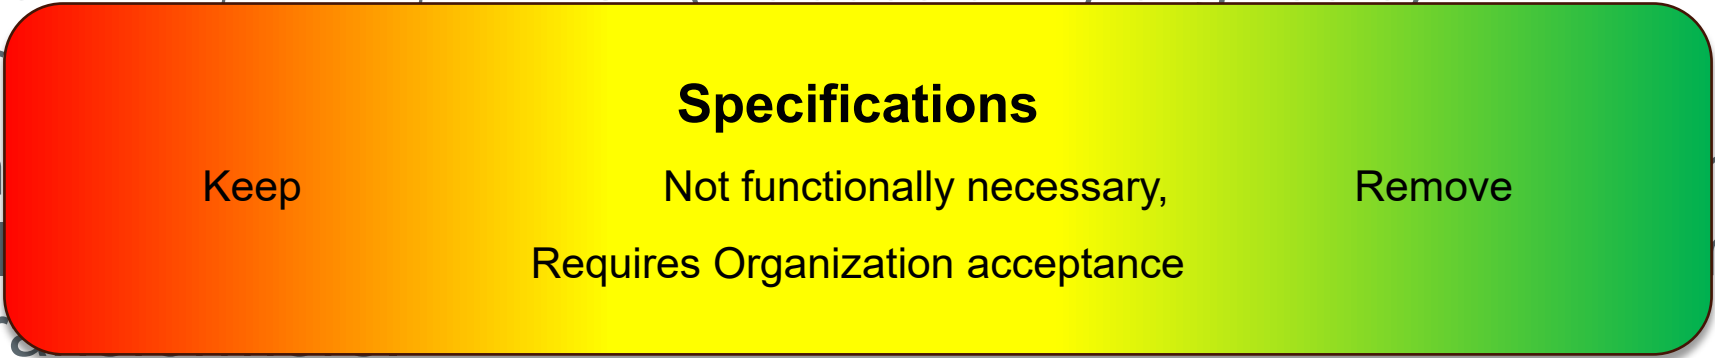 Specifications
Keep Not functionally necessary, Remove
Requires Organization acceptance